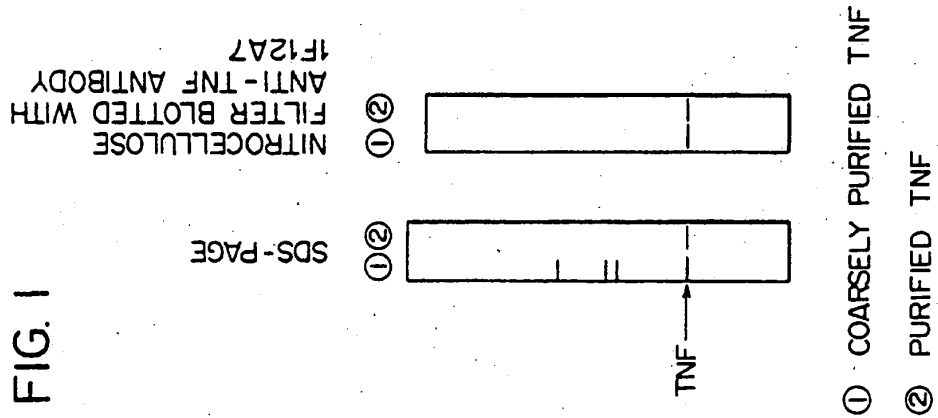 FIG. 1
SDS-PAGE
① ②
NITROCELLULOSE
FILTER BLOTTED WITH
ANTI-TNF ANTIBODY
1F12A7
① ②
TNF
① COARSELY PURIFIED TNF
② PURIFIED TNF